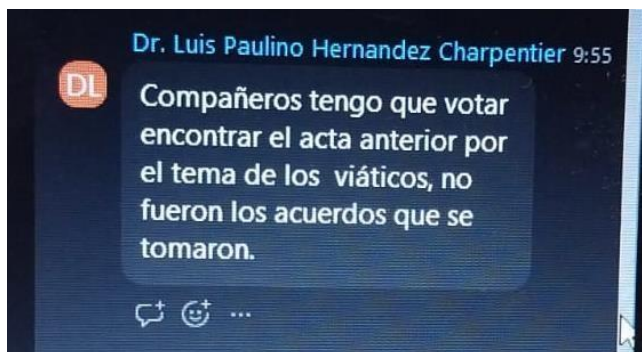 Dr. Luis Paulino Hernandez Charpentier 9:55
DL
Compañeros tengo que votar
encontrar el acta anterior por
el tema de los viáticos, no
fueron los acuerdos que se
tomaron.